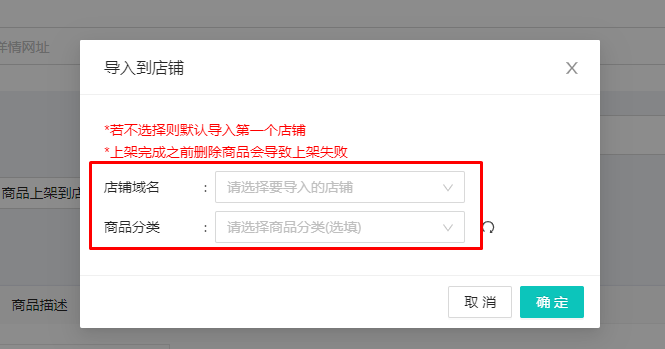 详情网址
导入到店铺
*若不选择则默认导入第一个店铺
*上架完成之前删除商品会导致上架失败
店铺域名 : 请选择要导入的店铺
商品上架到店
商品分类 : 请选择商品分类(选填)
取消 确定
商品描述